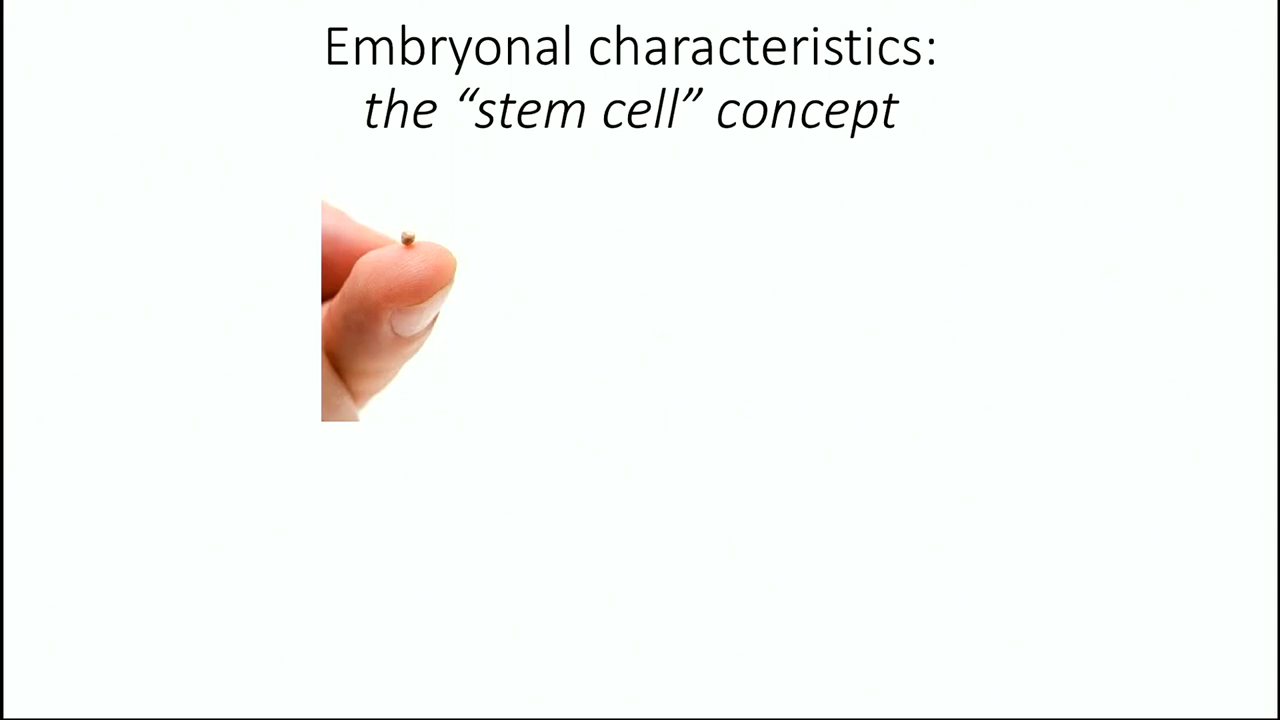 Embryonal characteristics:
the “stem cell” concept